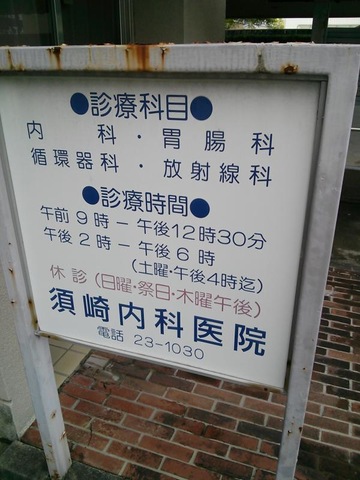 ●診療科目●
内科・胃腸科
循環器科・放射線科
●診療時間●
午前9時－午後12時30分
午後2時－午後6時
(土曜・午後4時迄)
休診(日曜・祭日・木曜午後)
須崎内科医院
電話 23-1030